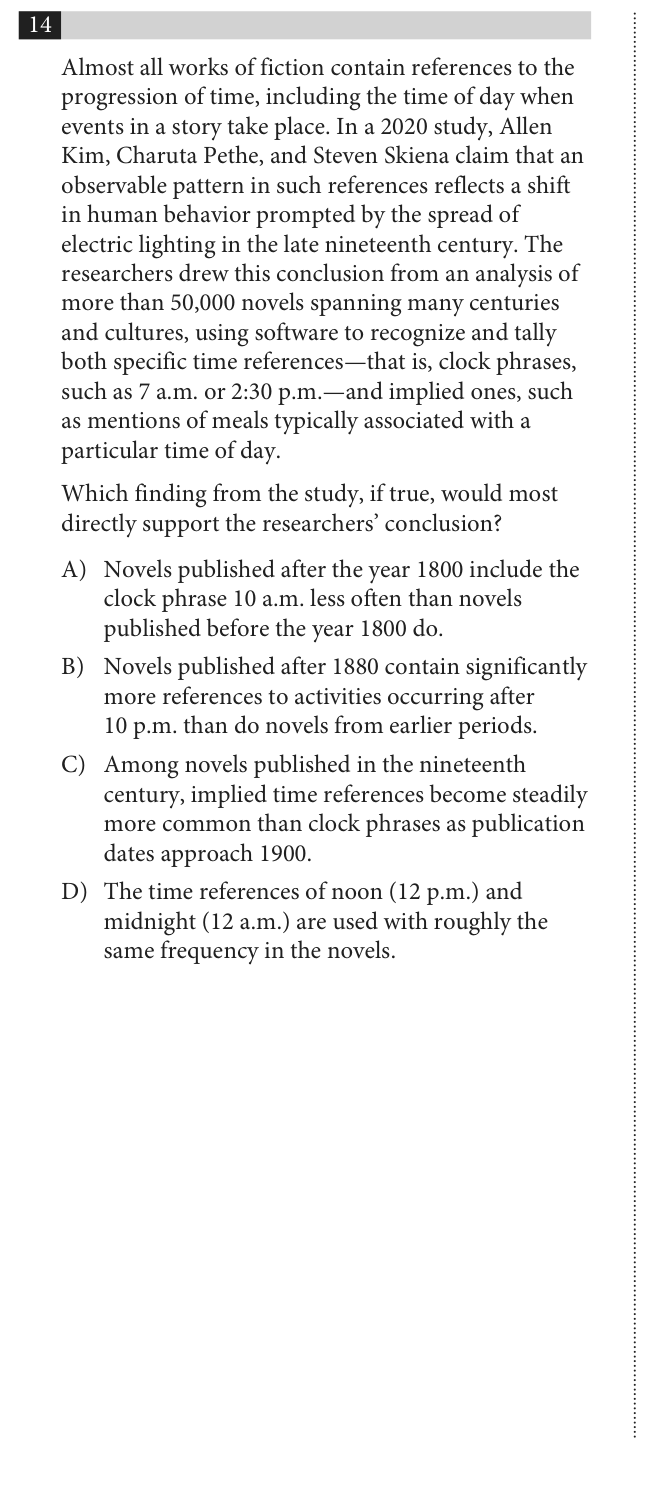 14
Almost all works of fiction contain references to the
progression of time, including the time of day when
events in a story take place. In a 2020 study, Allen
Kim, Charuta Pethe, and Steven Skiena claim that an
observable pattern in such references reflects a shift
in human behavior prompted by the spread of
electric lighting in the late nineteenth century. The
researchers drew this conclusion from an analysis of
more than 50,000 novels spanning many centuries
and cultures, using software to recognize and tally
both specific time references—that is, clock phrases,
such as 7 a.m. or 2:30 p.m.—and implied ones, such
as mentions of meals typically associated with a
particular time of day.
Which finding from the study, if true, would most
directly support the researchers’ conclusion?
A) Novels published after the year 1800 include the
clock phrase 10 a.m. less often than novels
published before the year 1800 do.
B) Novels published after 1880 contain significantly
more references to activities occurring after
10 p.m. than do novels from earlier periods.
C) Among novels published in the nineteenth
century, implied time references become steadily
more common than clock phrases as publication
dates approach 1900.
D) The time references of noon (12 p.m.) and
midnight (12 a.m.) are used with roughly the
same frequency in the novels.